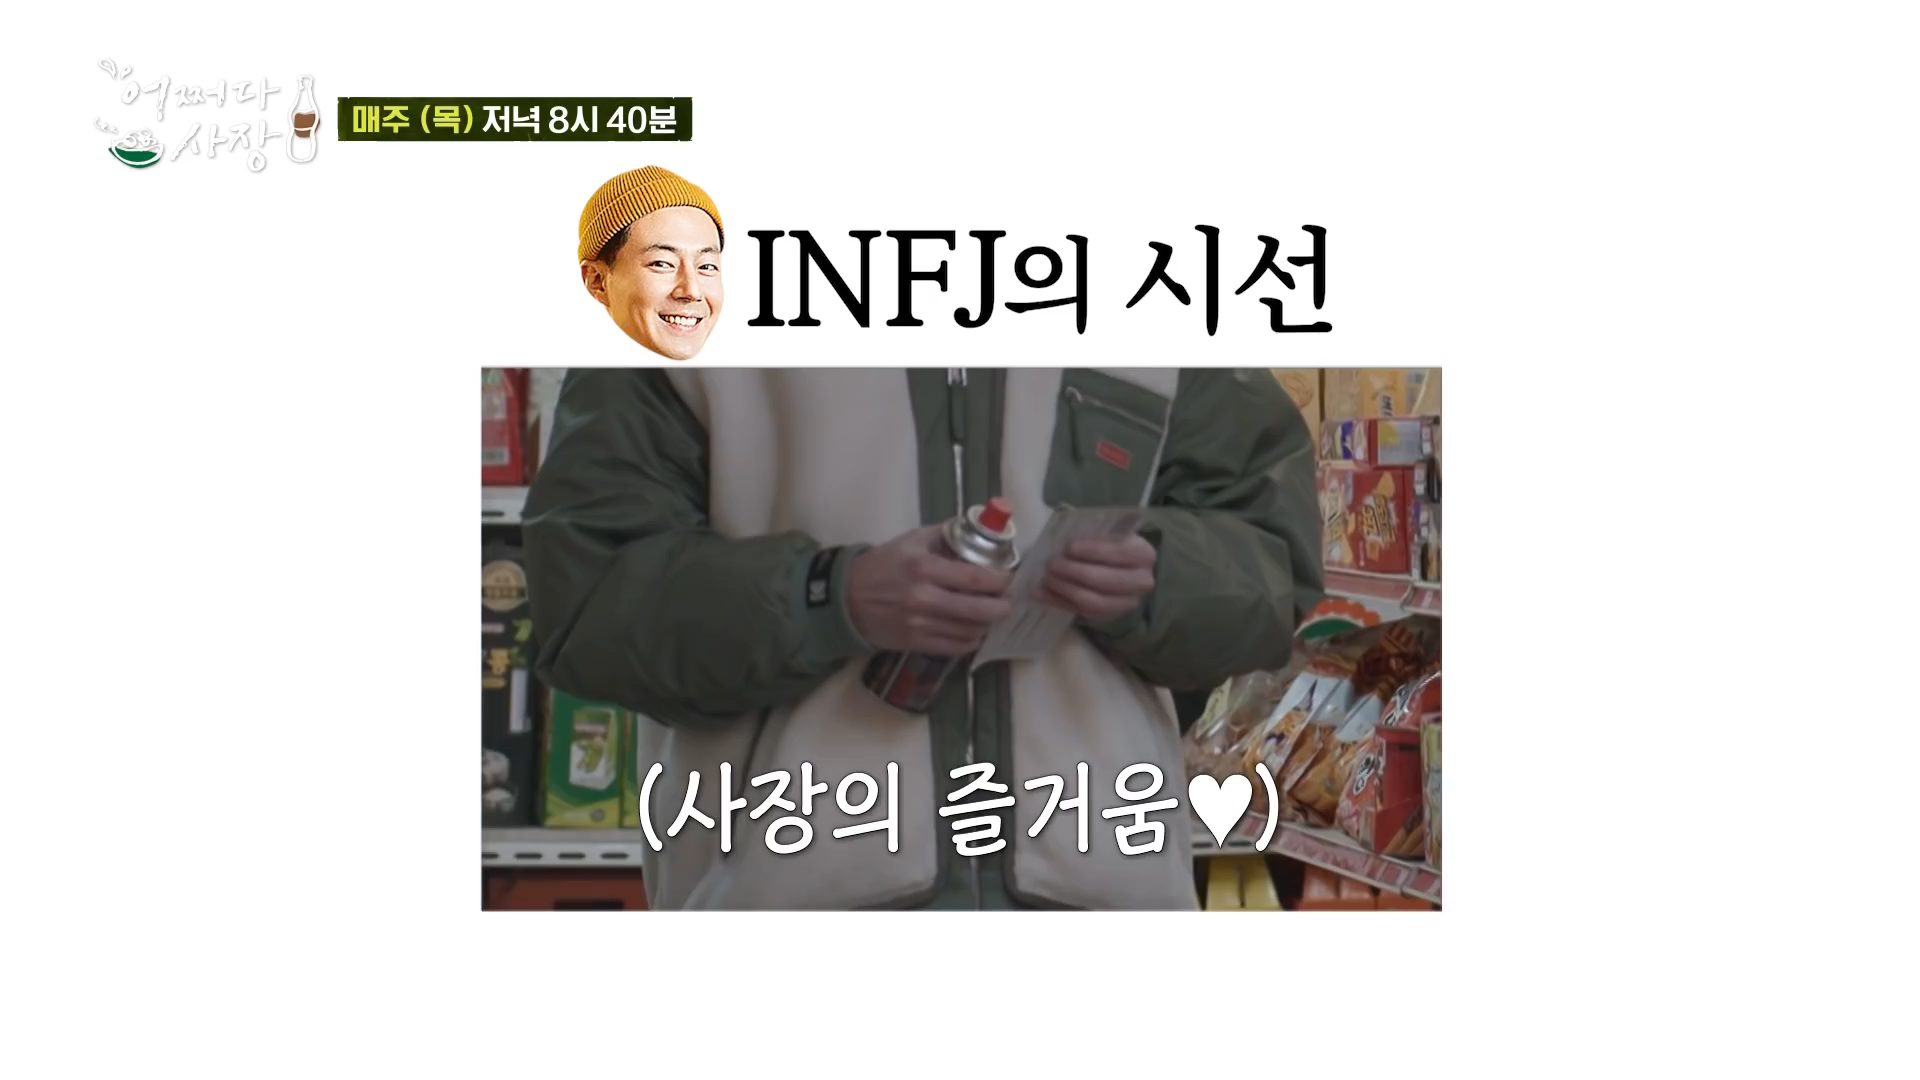 어쩌다
사장
매주 (목) 저녁 8시 40분
INFJ의 시선
(사장의 즐거움♥)